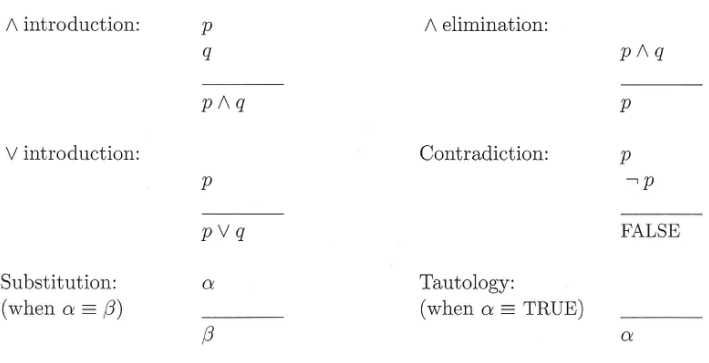 ∧ introduction: p
q
p ∧ q
∧ elimination:
p ∧ q
p
∨ introduction:
p
p ∨ q
Contradiction: p
¬ p
FALSE
Substitution: α
(when α ≡ β)
β
Tautology:
(when α ≡ TRUE)
α